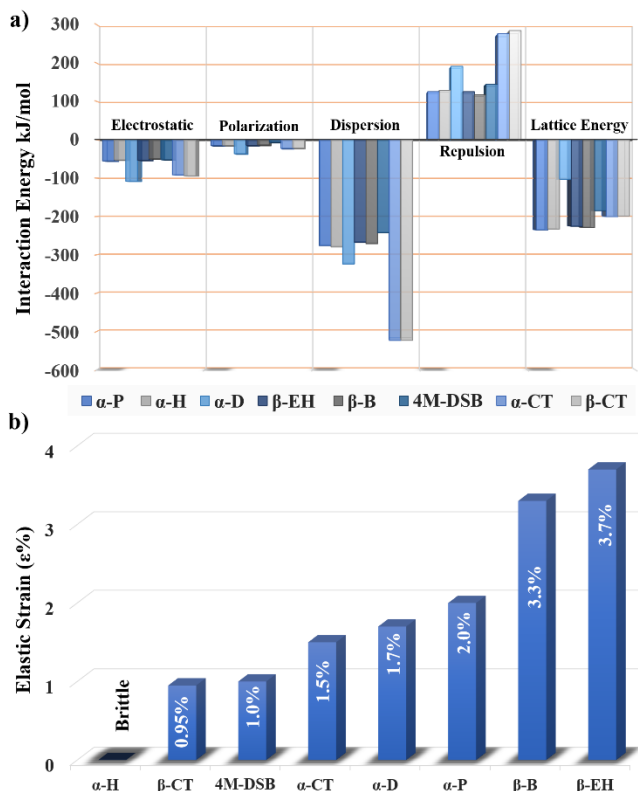 a)
Interaction Energy kJ/mol
300
200
100
0
-100
-200
-300
-400
-500
-600
Electrostatic Polarization Dispersion Repulsion Lattice Energy
α-P α-H α-D β-EH β-B 4M-DSB α-CT β-CT
b)
Elastic Strain (ε%)
4
3
2
1
0
Brittle 0.95% 1.0% 1.5% 1.7% 2.0% 3.3% 3.7%
α-H β-CT 4M-DSB α-CT α-D α-P β-B β-EH